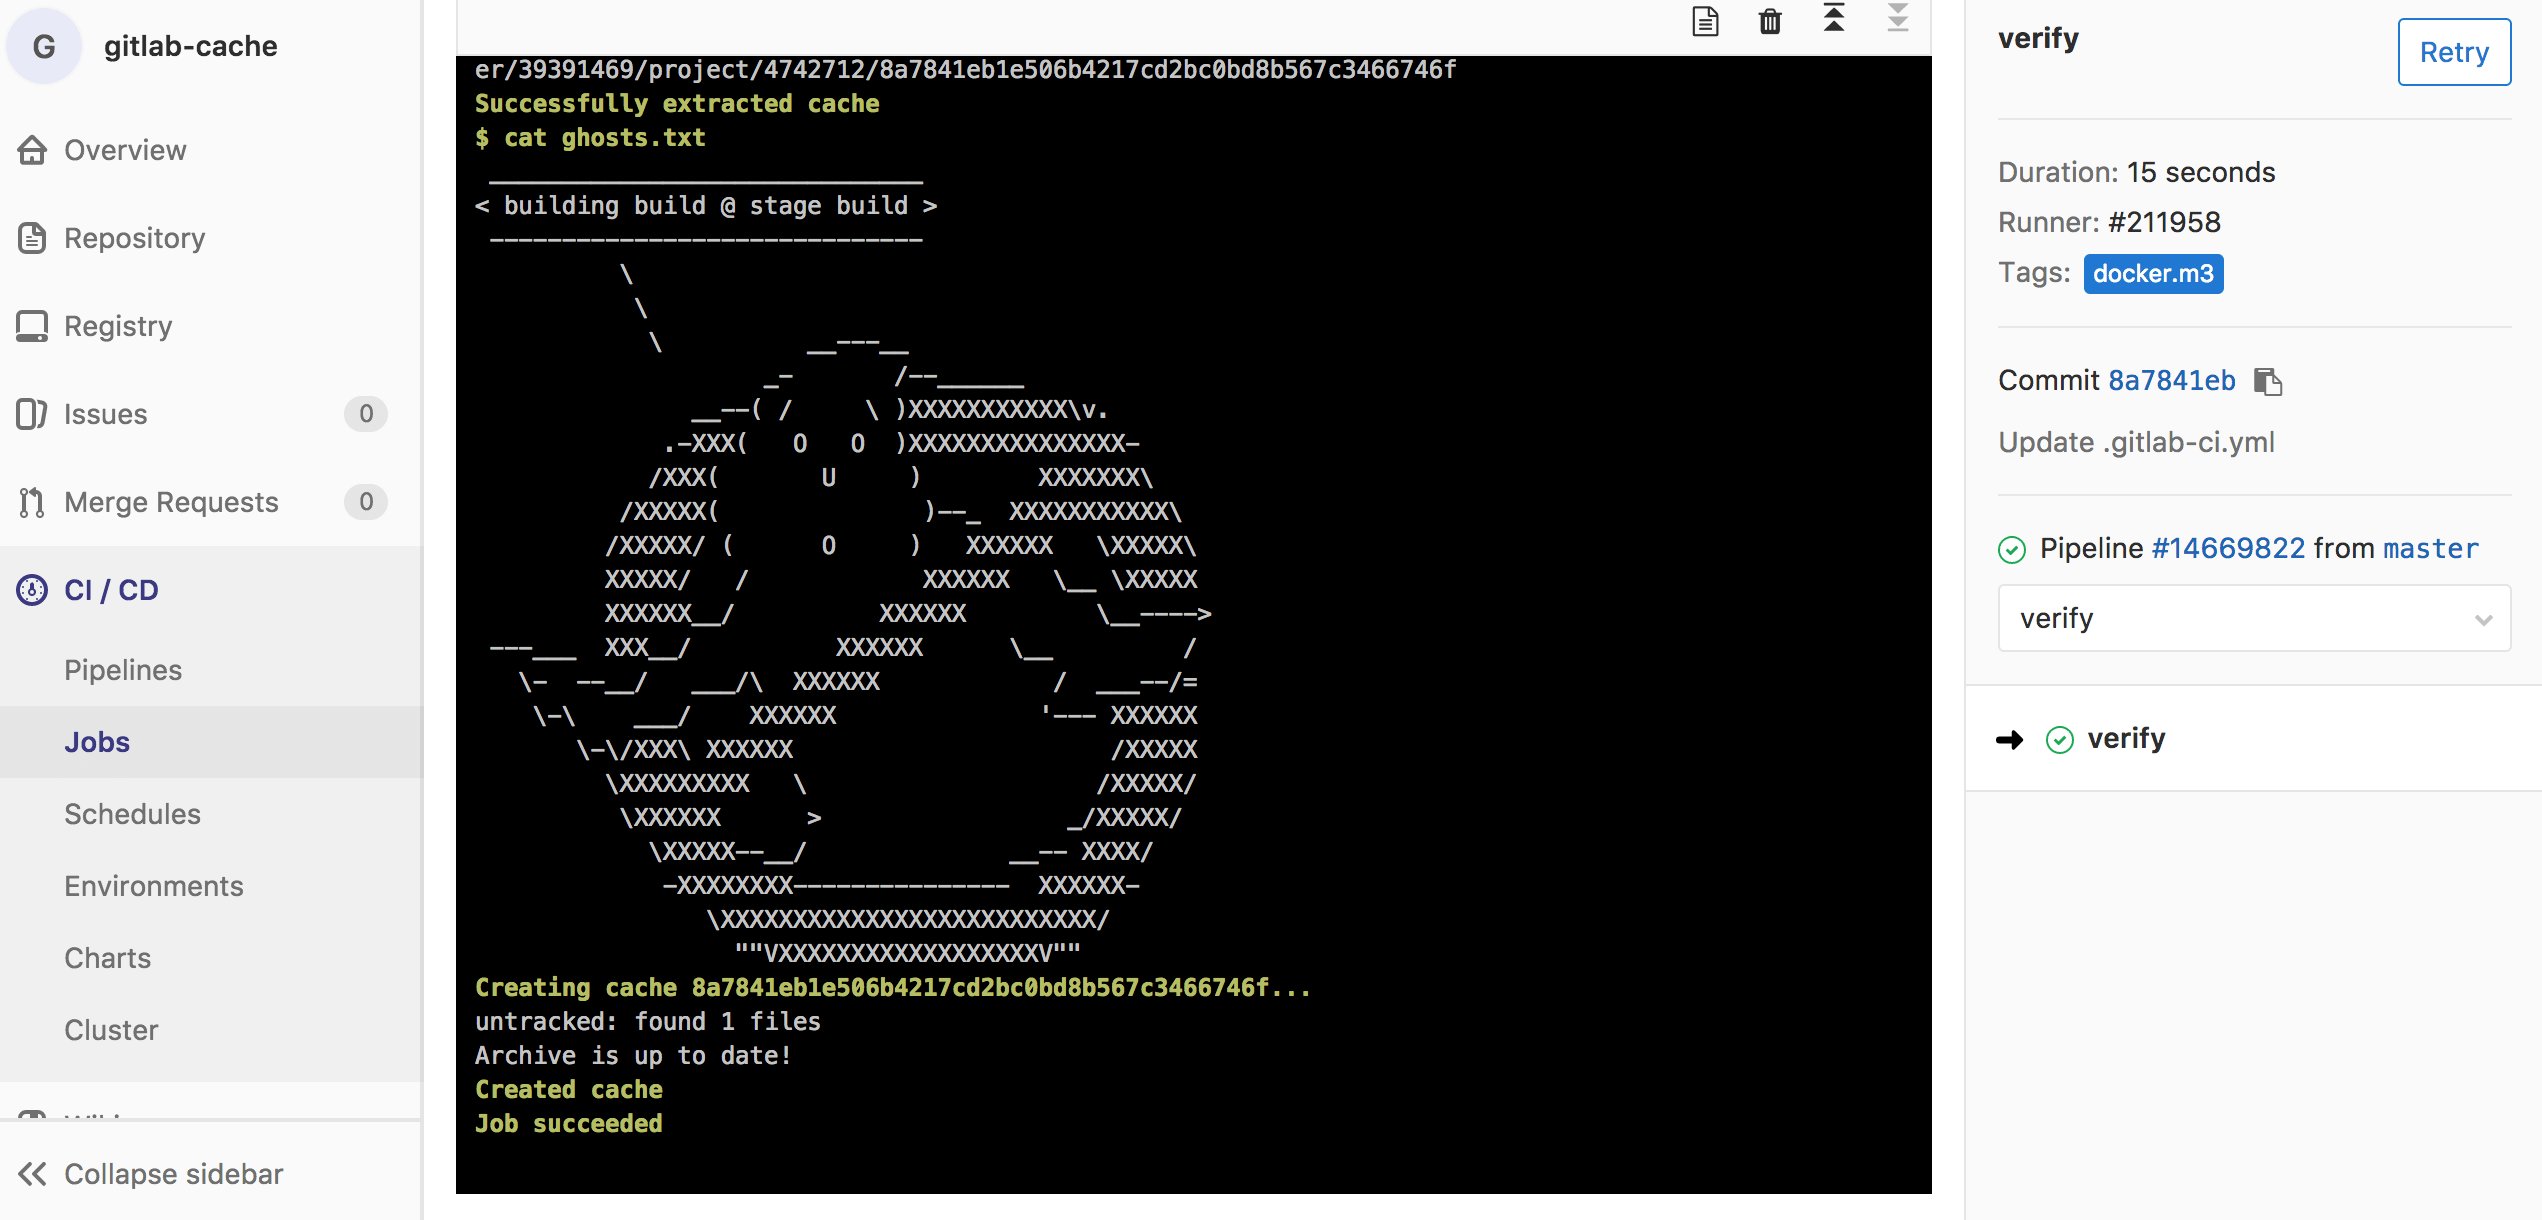 G gitlab-cache
Overview
Repository
Registry
Issues 0
Merge Requests 0
CI / CD
Pipelines
Jobs
Schedules
Environments
Charts
Cluster
Collapse sidebar
er/39391469/project/4742712/8a7841eb1e506b4217cd2bc0bd8b567c3466746f
Successfully extracted cache
$ cat ghosts.txt
 ______________________________
< building build @ stage build >
 ------------------------------
          \
           \
            \          __---__
                    _-       /--______
               __--( /     \ )XXXXXXXXXXX\v.
             .-XXX(   O   O  )XXXXXXXXXXXXXXX-
            /XXX(       U     )        XXXXXXX\
          /XXXXX(              )--_  XXXXXXXXXXX\
         /XXXXX/ (      O     )   XXXXXX   \XXXXX\
         XXXXX/   /            XXXXXX   \__ \XXXXX
         XXXXXX__/          XXXXXX         \__---->
 ---___  XXX__/          XXXXXX      \__         /
   \-  --__/   ___/\  XXXXXX            /  ___--/=
    \-\    ___/    XXXXXX              '--- XXXXXX
       \-\/XXX\ XXXXXX                      /XXXXX
         \XXXXXXXXX   \                    /XXXXX/
          \XXXXXX      >                 _/XXXXX/
            \XXXXX--__/              __-- XXXX/
             -XXXXXXXX---------------  XXXXXX-
                \XXXXXXXXXXXXXXXXXXXXXXXXXX/
                  ""VXXXXXXXXXXXXXXXXXXV""
Creating cache 8a7841eb1e506b4217cd2bc0bd8b567c3466746f...
untracked: found 1 files
Archive is up to date!
Created cache
Job succeeded
verify
Retry
Duration: 15 seconds
Runner: #211958
Tags: docker.m3
Commit 8a7841eb
Update .gitlab-ci.yml
Pipeline #14669822 from master
verify
verify